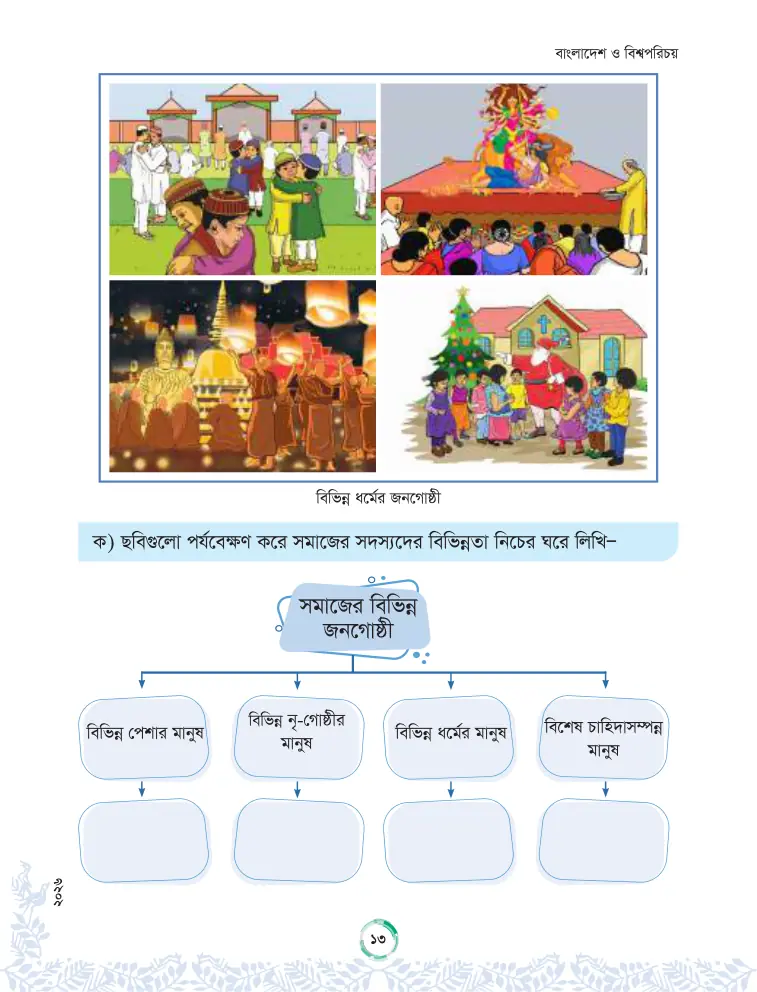 বাংলাদেশ ও বিশ্বপরিচয়
বিভিন্ন ধর্মের জনগোষ্ঠী
ক) ছবিগুলো পর্যবেক্ষণ করে সমাজের সদস্যদের বিভিন্নতা নিচের ঘরে লিখি–
সমাজের বিভিন্ন
জনগোষ্ঠী
বিভিন্ন পেশার মানুষ
বিভিন্ন নৃ-গোষ্ঠীর
মানুষ
বিভিন্ন ধর্মের মানুষ
বিশেষ চাহিদাসম্পন্ন
মানুষ
২০২৬
১৩